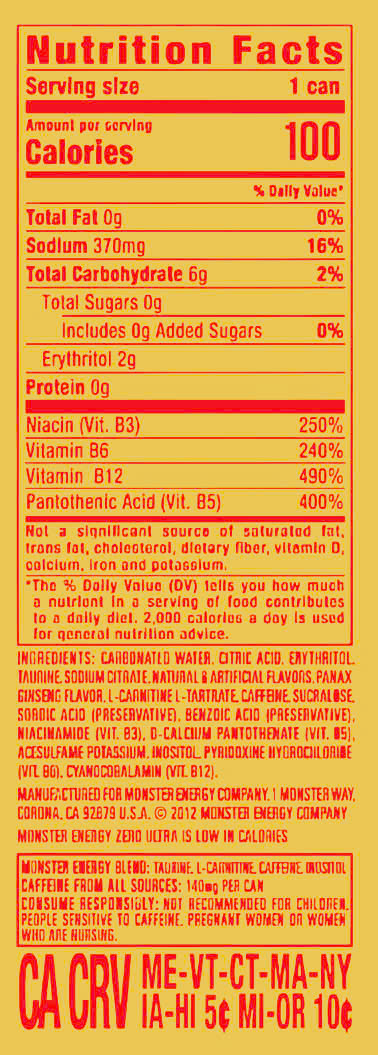 Nutrition Facts
Serving size 1 can
Amount per serving
Calories 100
% Daily Value*
Total Fat 0g 0%
Sodium 370mg 16%
Total Carbohydrate 6g 2%
Total Sugars 0g
Includes 0g Added Sugars 0%
Erythritol 2g
Protein 0g
Niacin (Vit. B3) 250%
Vitamin B6 240%
Vitamin B12 490%
Pantothenic Acid (Vit. B5) 400%
Not a significant source of saturated fat,
trans fat, cholesterol, dietary fiber, vitamin D,
calcium, iron and potassium.
*The % Daily Value (DV) tells you how much
a nutrient in a serving of food contributes
to a daily diet. 2,000 calories a day is used
for general nutrition advice.
INGREDIENTS: CARBONATED WATER, CITRIC ACID, ERYTHRITOL,
TAURINE, SODIUM CITRATE, NATURAL & ARTIFICIAL FLAVORS, PANAX
GINSENG FLAVOR, L-CARNITINE L-TARTRATE, CAFFEINE, SUCRALOSE,
SORBIC ACID (PRESERVATIVE), BENZOIC ACID (PRESERVATIVE),
NIACINAMIDE (VIT. B3), D-CALCIUM PANTOTHENATE (VIT. B5),
ACESULFAME POTASSIUM, INOSITOL, PYRIDOXINE HYDROCHLORIDE
(VIT. B6), CYANOCOBALAMIN (VIT. B12).
MANUFACTURED FOR MONSTER ENERGY COMPANY, 1 MONSTER WAY,
CORONA, CA 92879 U.S.A. © 2012 MONSTER ENERGY COMPANY
MONSTER ENERGY ZERO ULTRA IS LOW IN CALORIES
MONSTER ENERGY BLEND: TAURINE, L-CARNITINE, CAFFEINE, INOSITOL
CAFFEINE FROM ALL SOURCES: 140mg PER CAN
CONSUME RESPONSIBLY: NOT RECOMMENDED FOR CHILDREN,
PEOPLE SENSITIVE TO CAFFEINE, PREGNANT WOMEN OR WOMEN
WHO ARE NURSING.
CA CRV ME-VT-CT-MA-NY
IA-HI 5¢ MI-OR 10¢